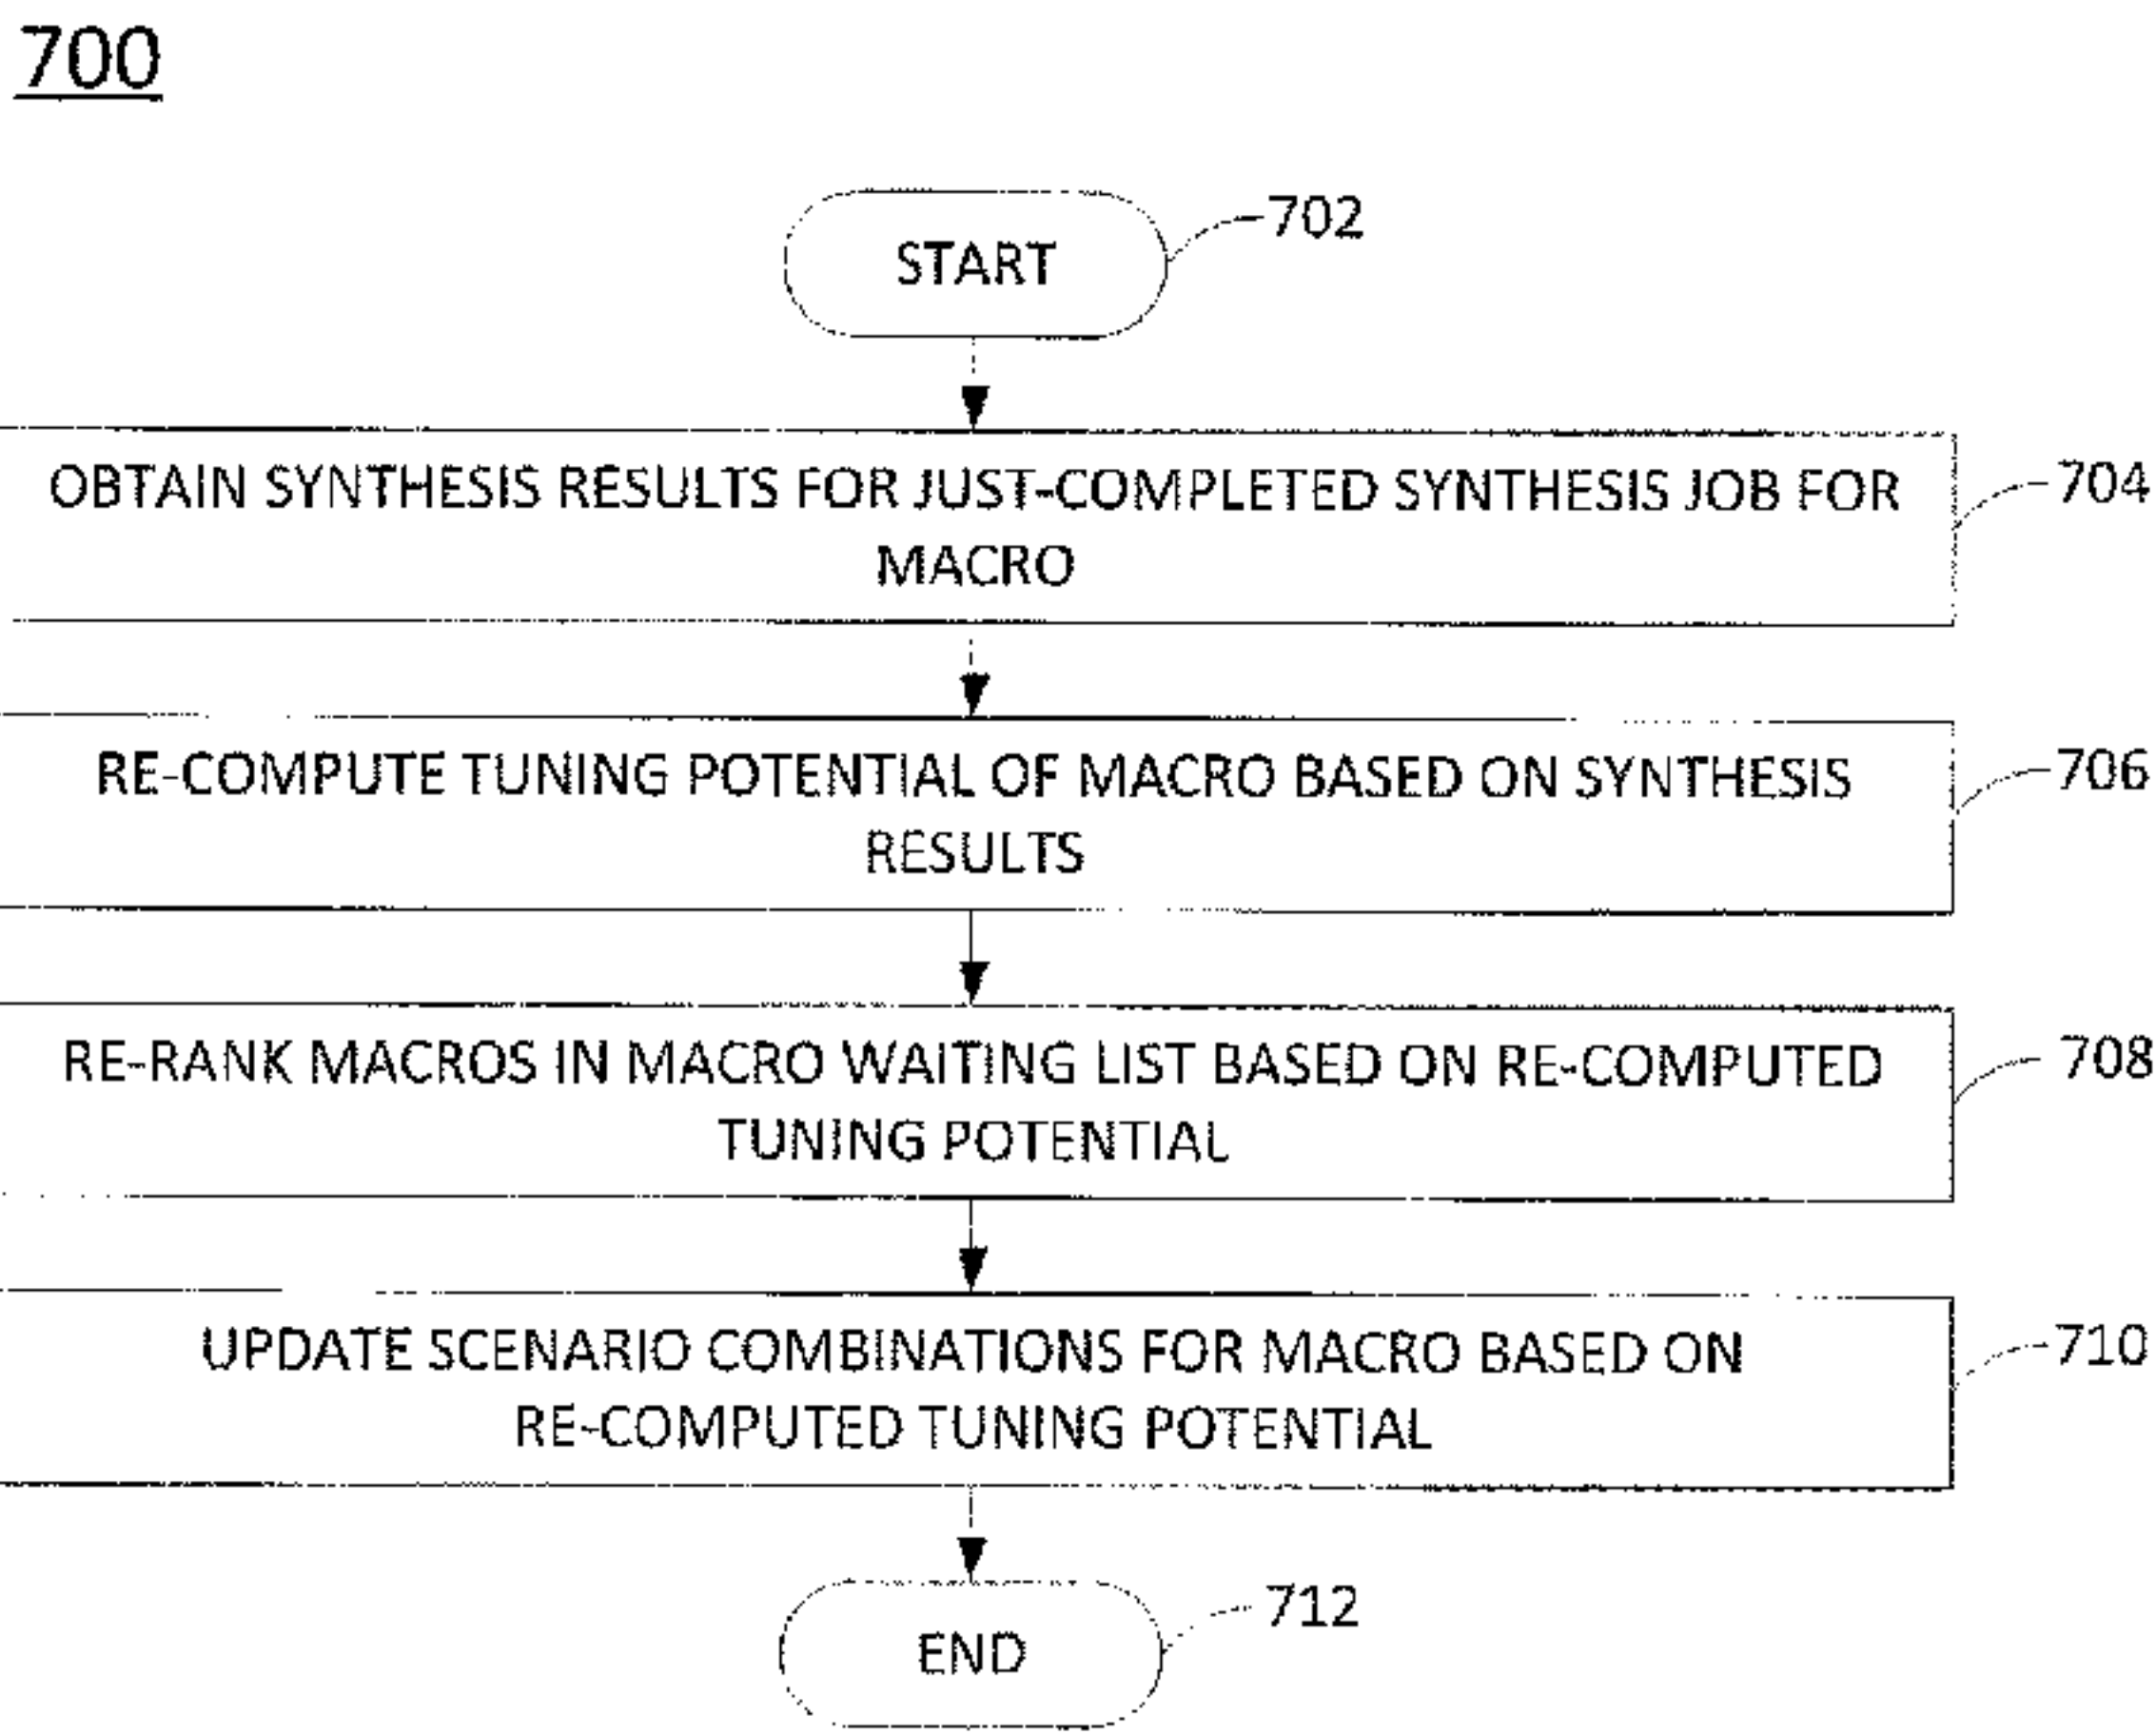 700
START
702
OBTAIN SYNTHESIS RESULTS FOR JUST-COMPLETED SYNTHESIS JOB FOR
MACRO
704
RE-COMPUTE TUNING POTENTIAL OF MACRO BASED ON SYNTHESIS
RESULTS
706
RE-RANK MACROS IN MACRO WAITING LIST BASED ON RE-COMPUTED
TUNING POTENTIAL
708
UPDATE SCENARIO COMBINATIONS FOR MACRO BASED ON
RE-COMPUTED TUNING POTENTIAL
710
END
712